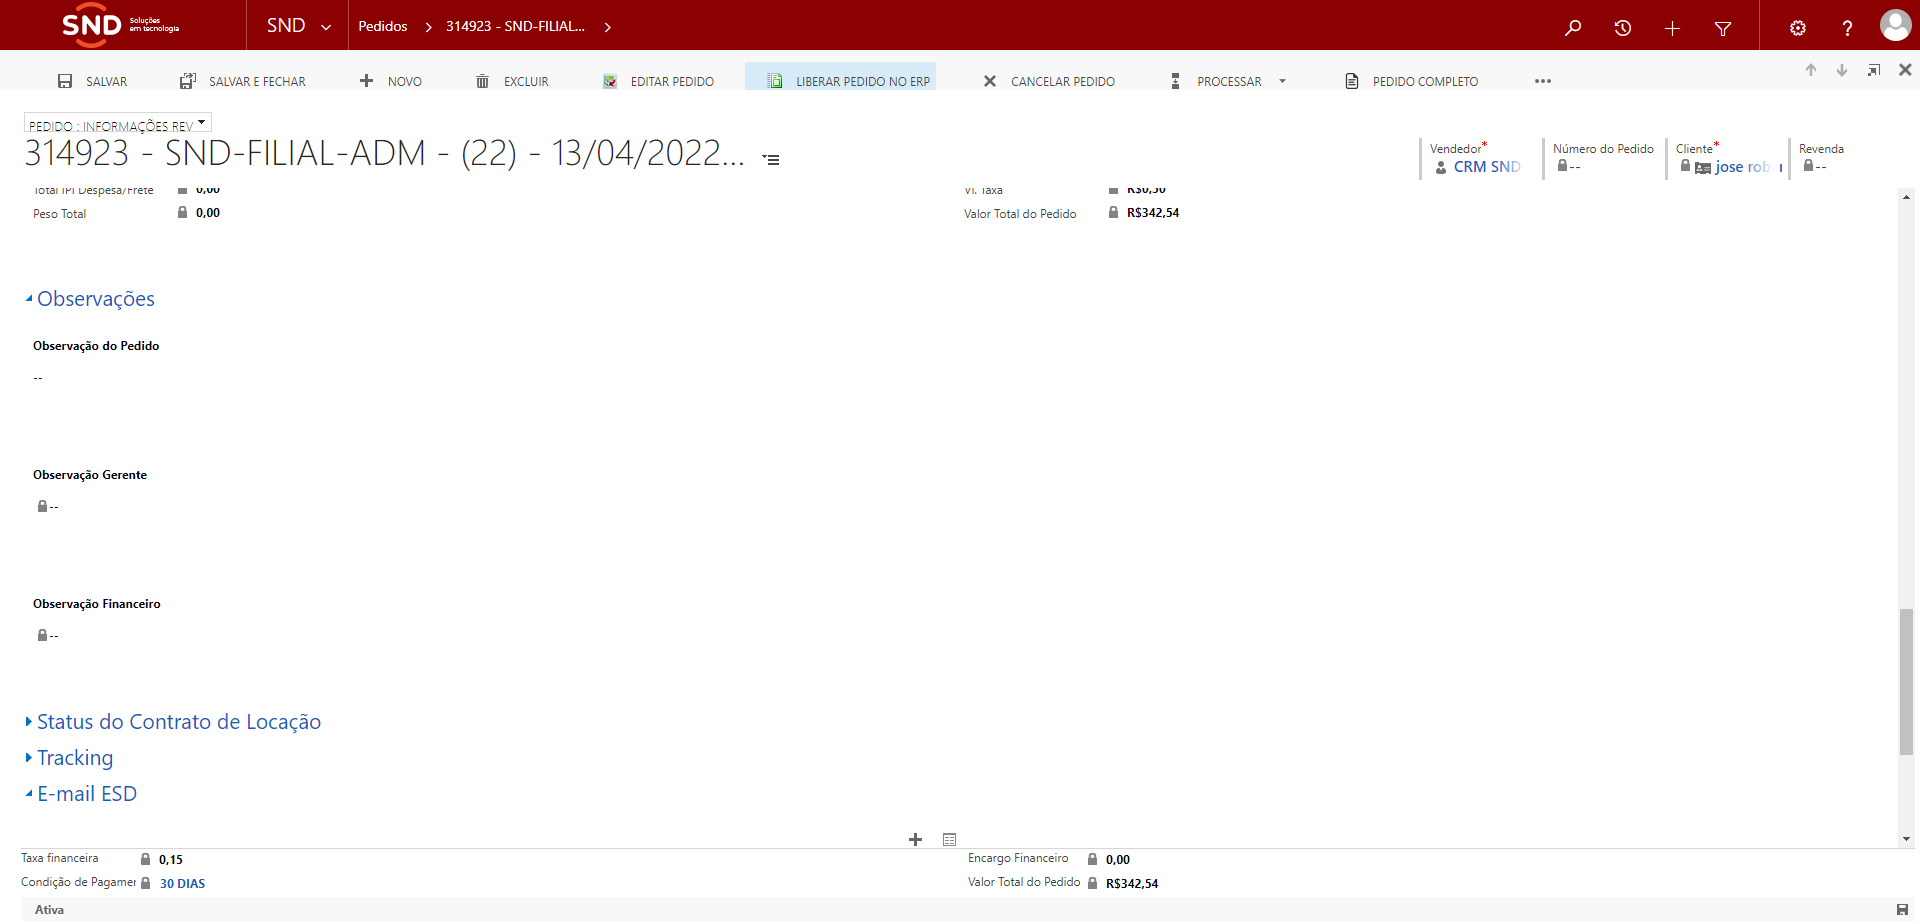 SND Soluções em tecnologia
SND Pedidos 314923 - SND-FILIAL...
SALVAR SALVAR E FECHAR NOVO EXCLUIR EDITAR PEDIDO LIBERAR PEDIDO NO ERP CANCELAR PEDIDO PROCESSAR PEDIDO COMPLETO
PEDIDO : INFORMAÇÕES REV
314923 - SND-FILIAL-ADM - (22) - 13/04/2022...
Vendedor* Número do Pedido Cliente* Revenda
CRM SND -- jose rob --
Total IPI Despesa/Frete 0,00 Vl. Taxa R$0,50
Peso Total 0,00 Valor Total do Pedido R$342,54
Observações
Observação do Pedido
--
Observação Gerente
--
Observação Financeiro
--
Status do Contrato de Locação
Tracking
E-mail ESD
Taxa financeira 0,15 Encargo Financeiro 0,00
Condição de Pagamer 30 DIAS Valor Total do Pedido R$342,54
Ativa